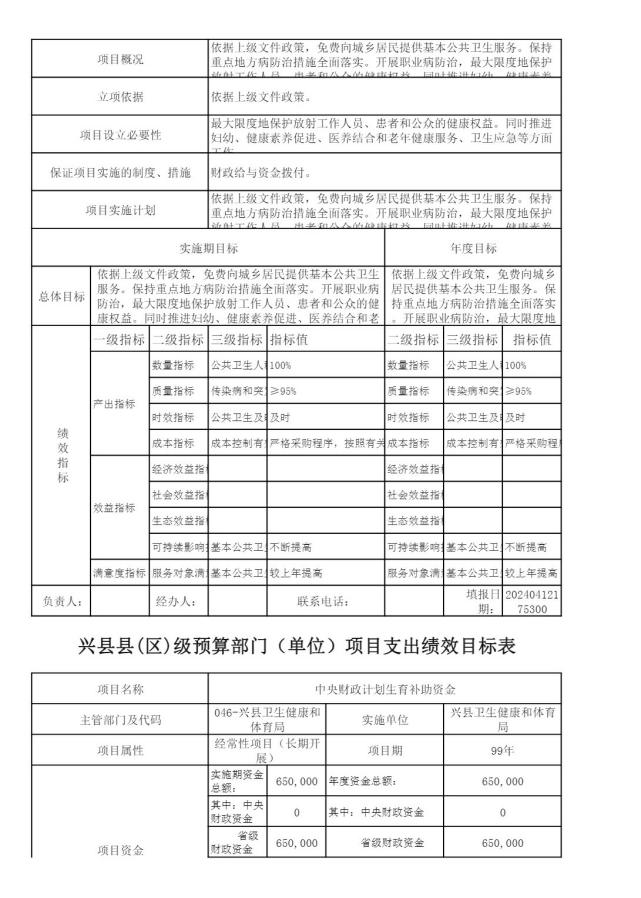 项目概况
依据上级文件政策，免费向城乡居民提供基本公共卫生服务。保持
重点地方病防治措施全面落实。开展职业病防治，最大限度地保护
放射工作人员、患者和公众的健康权益。同时推进妇幼、健康素养
立项依据
依据上级文件政策。
项目设立必要性
最大限度地保护放射工作人员、患者和公众的健康权益。同时推进
妇幼、健康素养促进、医养结合和老年健康服务、卫生应急等方面
工作
保证项目实施的制度、措施
财政给与资金拨付。
项目实施计划
依据上级文件政策，免费向城乡居民提供基本公共卫生服务。保持
重点地方病防治措施全面落实。开展职业病防治，最大限度地保护
放射工作人员、患者和公众的健康权益。同时推进妇幼、健康素养
实施期目标
年度目标
总体目标
依据上级文件政策，免费向城乡居民提供基本公共卫生
服务。保持重点地方病防治措施全面落实。开展职业病
防治，最大限度地保护放射工作人员、患者和公众的健
康权益。同时推进妇幼、健康素养促进、医养结合和老
依据上级文件政策，免费向城乡
居民提供基本公共卫生服务。保
持重点地方病防治措施全面落实
。开展职业病防治，最大限度地
绩效指标
一级指标 二级指标 三级指标 指标值 二级指标 三级指标 指标值
产出指标
数量指标 公共卫生人 100% 数量指标 公共卫生人 100%
质量指标 传染病和突 ≥95% 质量指标 传染病和突 ≥95%
时效指标 公共卫生及 及时 时效指标 公共卫生及 及时
成本指标 成本控制有 严格采购程序，按照有关 成本指标 成本控制有 严格采购程
效益指标
经济效益指 经济效益指
社会效益指 社会效益指
生态效益指 生态效益指
可持续影响 基本公共卫 不断提高 可持续影响 基本公共卫 不断提高
满意度指标 服务对象满 基本公共卫 较上年提高 服务对象满 基本公共卫 较上年提高
负责人： 经办人： 联系电话： 填报日期： 20240412175300
兴县县(区)级预算部门（单位）项目支出绩效目标表
项目名称 中央财政计划生育补助资金
主管部门及代码 046-兴县卫生健康和体育局 实施单位 兴县卫生健康和体育局
项目属性 经常性项目（长期开展） 项目期 99年
项目资金
实施期资金总额： 650,000 年度资金总额： 650,000
其中：中央财政资金 0 其中：中央财政资金 0
省级财政资金 650,000 省级财政资金 650,000